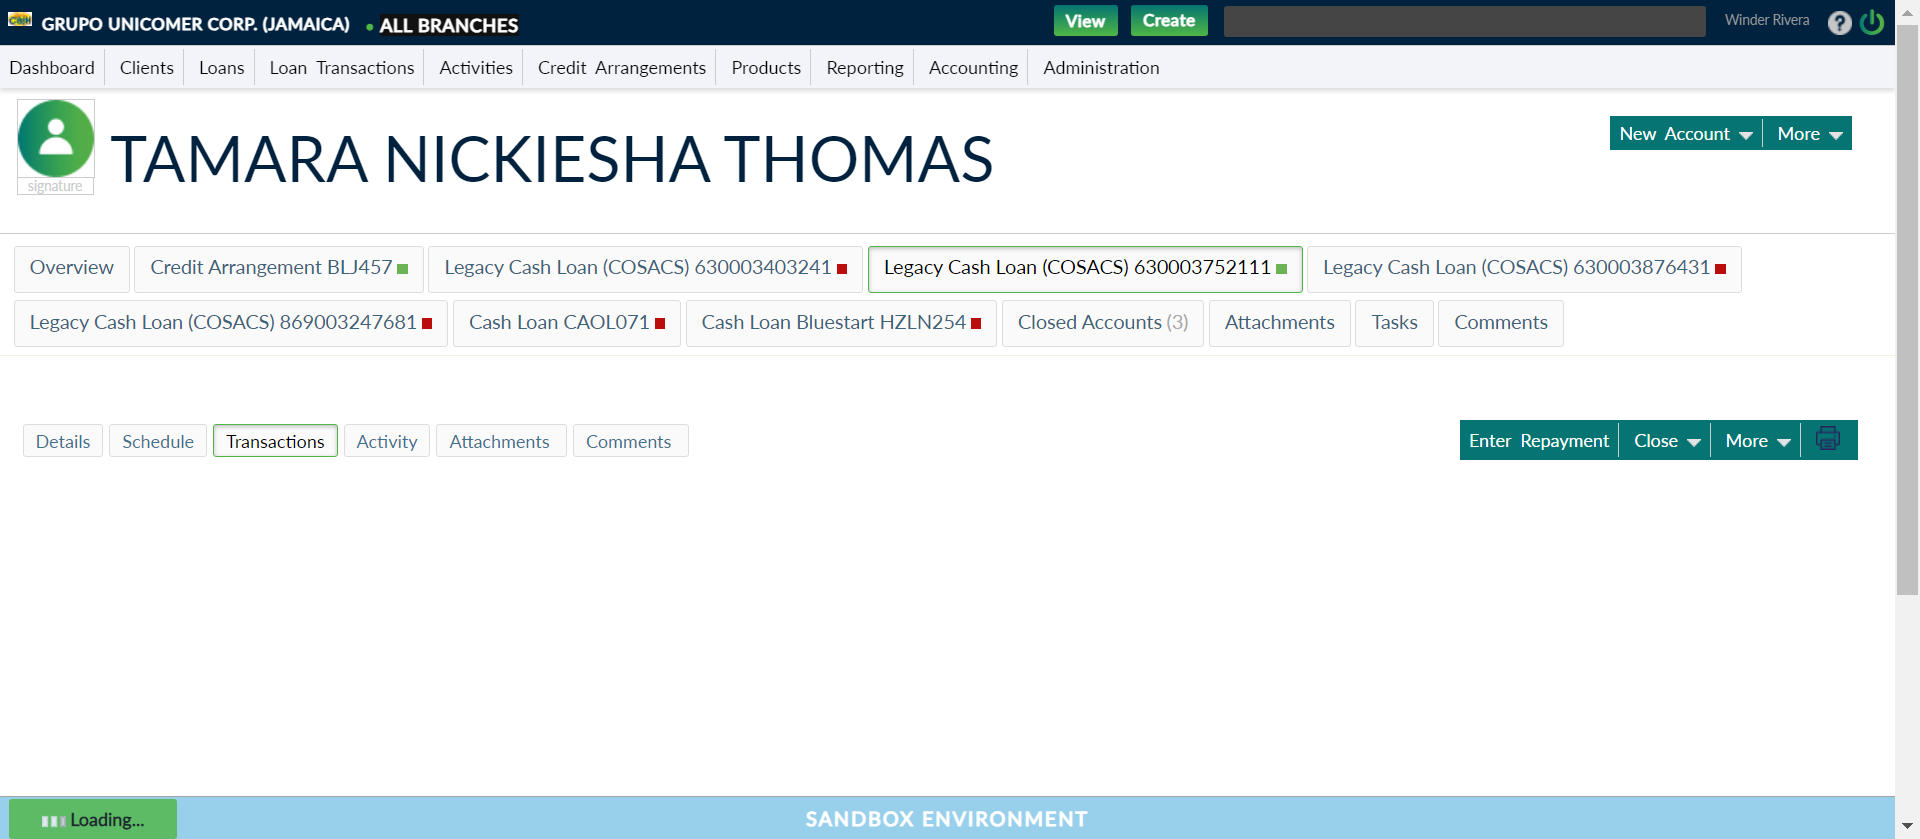 Cash GRUPO UNICOMER CORP. (JAMAICA) • ALL BRANCHES View Create Winder Rivera ?
Dashboard Clients Loans Loan Transactions Activities Credit Arrangements Products Reporting Accounting Administration
signature
TAMARA NICKIESHA THOMAS
New Account More
Overview Credit Arrangement BLJ457 Legacy Cash Loan (COSACS) 630003403241 Legacy Cash Loan (COSACS) 630003752111 Legacy Cash Loan (COSACS) 630003876431
Legacy Cash Loan (COSACS) 869003247681 Cash Loan CAOL071 Cash Loan Bluestart HZLN254 Closed Accounts (3) Attachments Tasks Comments
Details Schedule Transactions Activity Attachments Comments Enter Repayment Close More
Loading... SANDBOX ENVIRONMENT